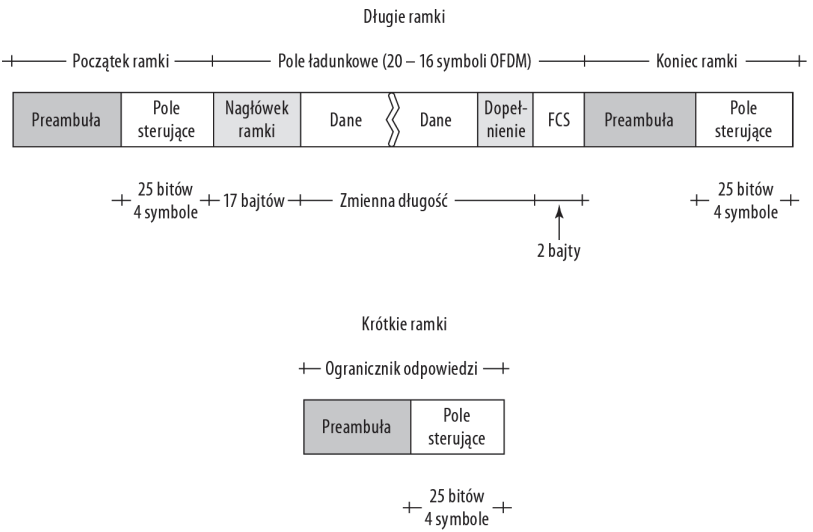 Długie ramki
Początek ramki
Pole ładunkowe (20 – 16 symboli OFDM)
Koniec ramki
Preambuła
Pole
sterujące
Nagłówek
ramki
Dane
Dane
Dopeł-
nienie
FCS
Preambuła
Pole
sterujące
25 bitów
4 symbole
17 bajtów
Zmienna długość
25 bitów
4 symbole
2 bajty
Krótkie ramki
Ogranicznik odpowiedzi
Preambuła
Pole
sterujące
25 bitów
4 symbole